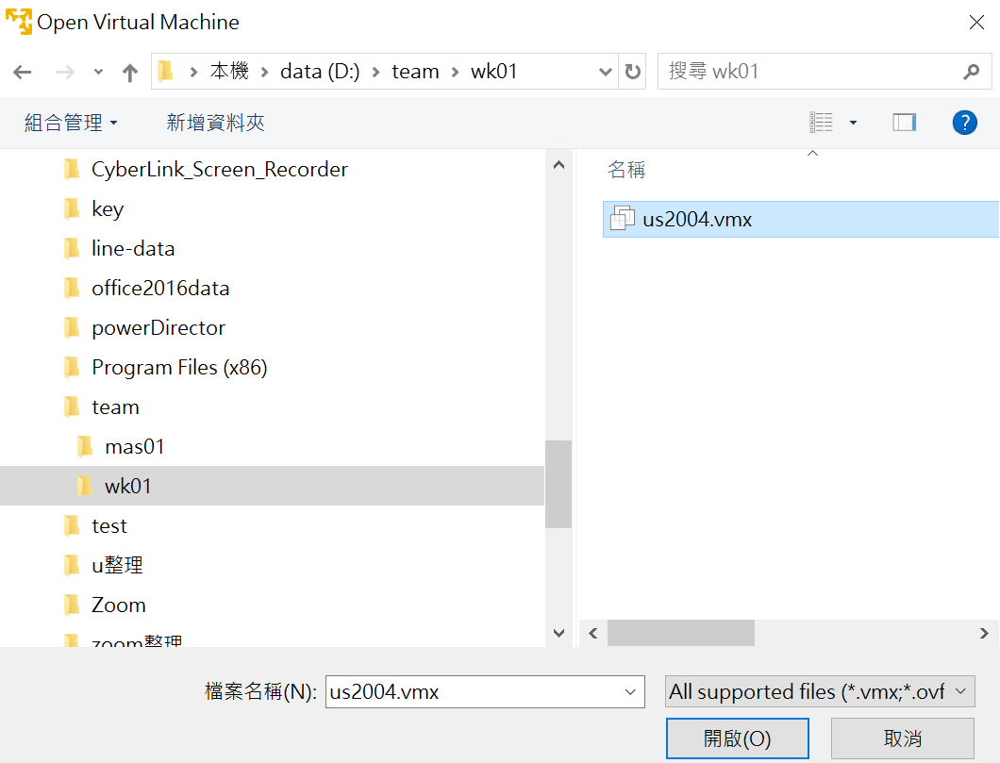 Open Virtual Machine
本機 data (D:) team wk01
搜尋 wk01
組合管理
新增資料夾
?
CyberLink_Screen_Recorder
key
line-data
office2016data
powerDirector
Program Files (x86)
team
mas01
wk01
test
u整理
Zoom
zoom整理
名稱
us2004.vmx
檔案名稱(N):
us2004.vmx
All supported files (*.vmx;*.ovf
開啟(O)
取消